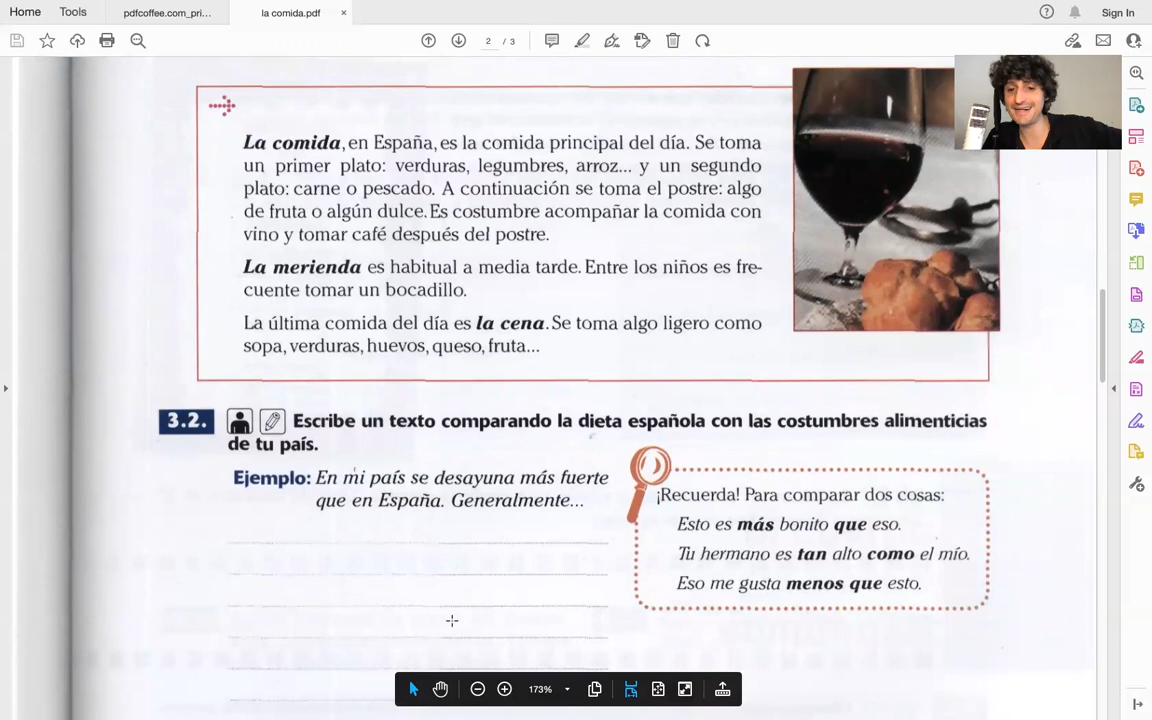 Home Tools pdfcoffee.com_pri... la comida.pdf × Sign In
2 / 3
La comida, en España, es la comida principal del día. Se toma
un primer plato: verduras, legumbres, arroz... y un segundo
plato: carne o pescado. A continuación se toma el postre: algo
de fruta o algún dulce. Es costumbre acompañar la comida con
vino y tomar café después del postre.
La merienda es habitual a media tarde. Entre los niños es fre-
cuente tomar un bocadillo.
La última comida del día es la cena. Se toma algo ligero como
sopa, verduras, huevos, queso, fruta...
3.2. Escribe un texto comparando la dieta española con las costumbres alimenticias
de tu país.
Ejemplo: En mi país se desayuna más fuerte
que en España. Generalmente...
¡Recuerda! Para comparar dos cosas:
Esto es más bonito que eso.
Tu hermano es tan alto como el mío.
Eso me gusta menos que esto.
173%